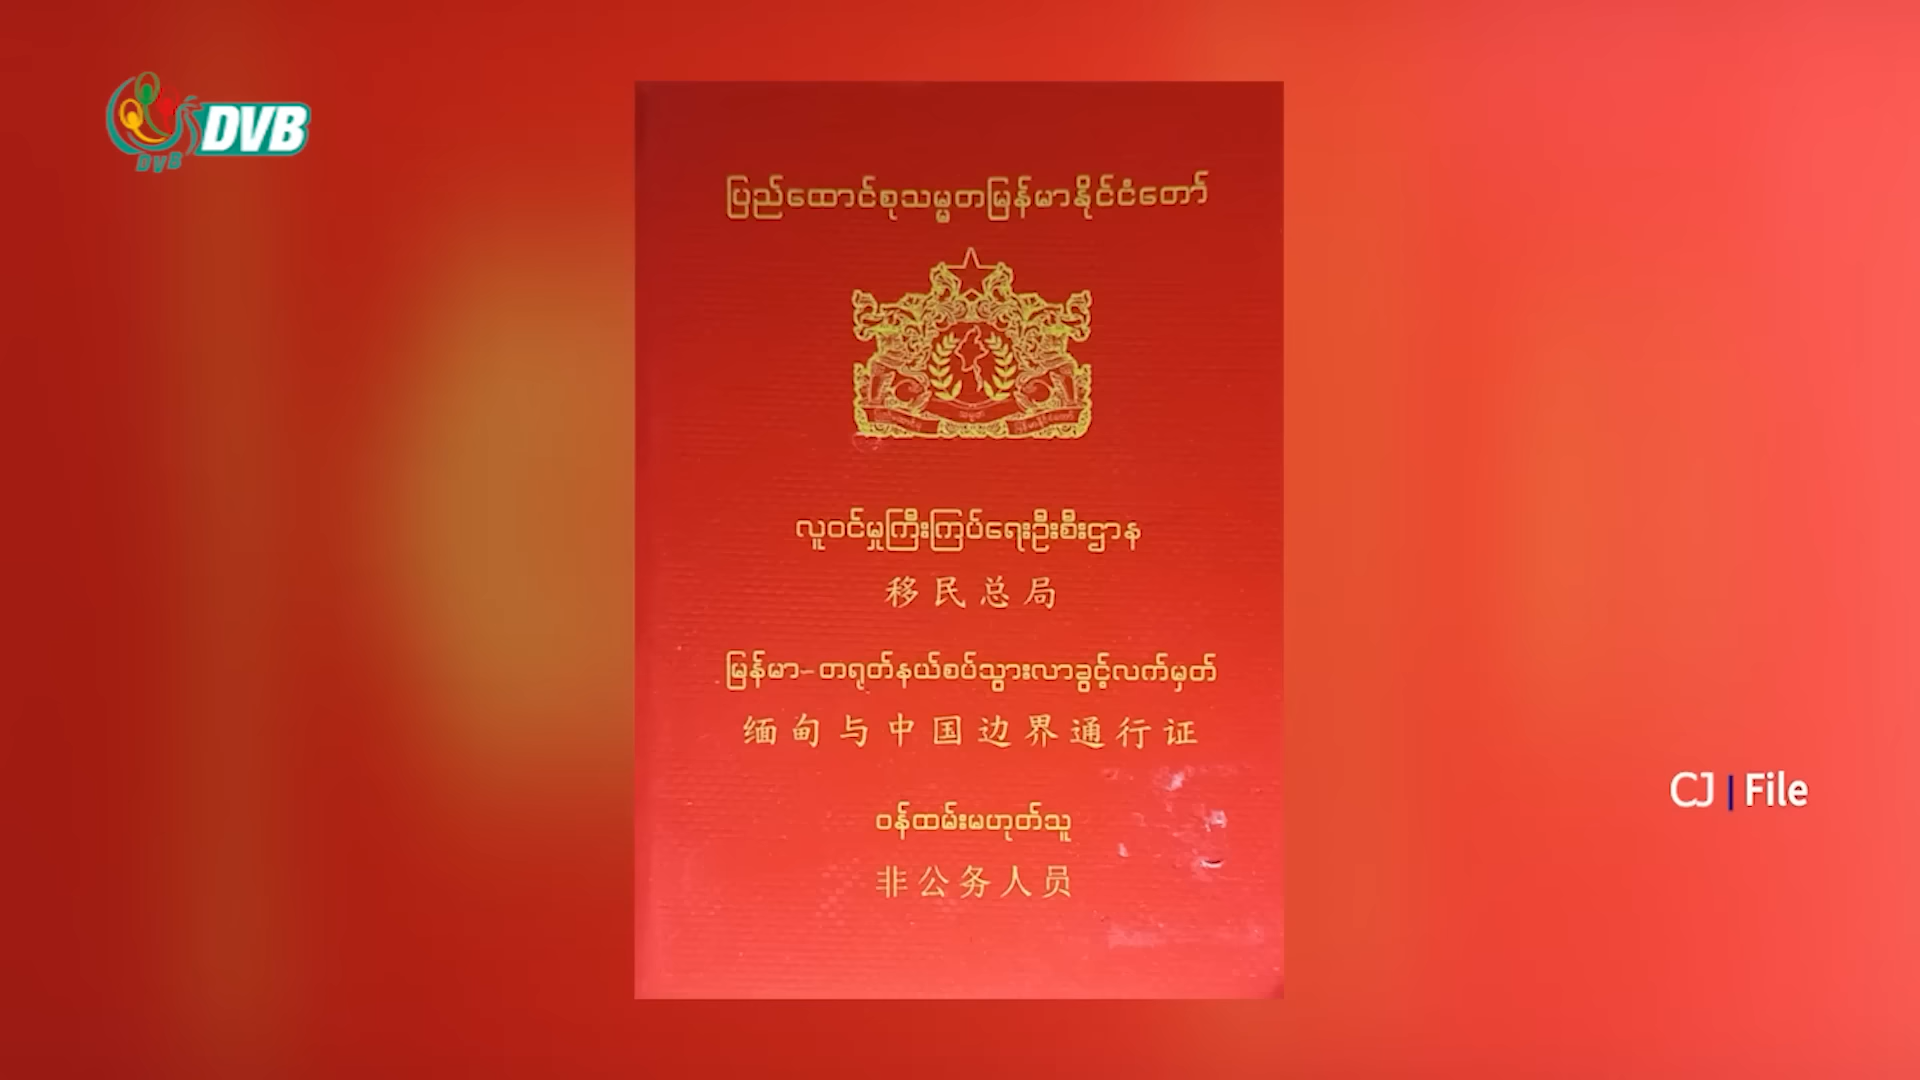 DVB
DVB
ပြည်ထောင်စုသမ္မတမြန်မာနိုင်ငံတော်
လူဝင်မှုကြီးကြပ်ရေးဦးစီးဌာန
移民总局
မြန်မာ-တရုတ်နယ်စပ်သွားလာခွင့်လက်မှတ်
缅甸与中国边界通行证
ဝန်ထမ်းမဟုတ်သူ
非公务人员
CJ | File